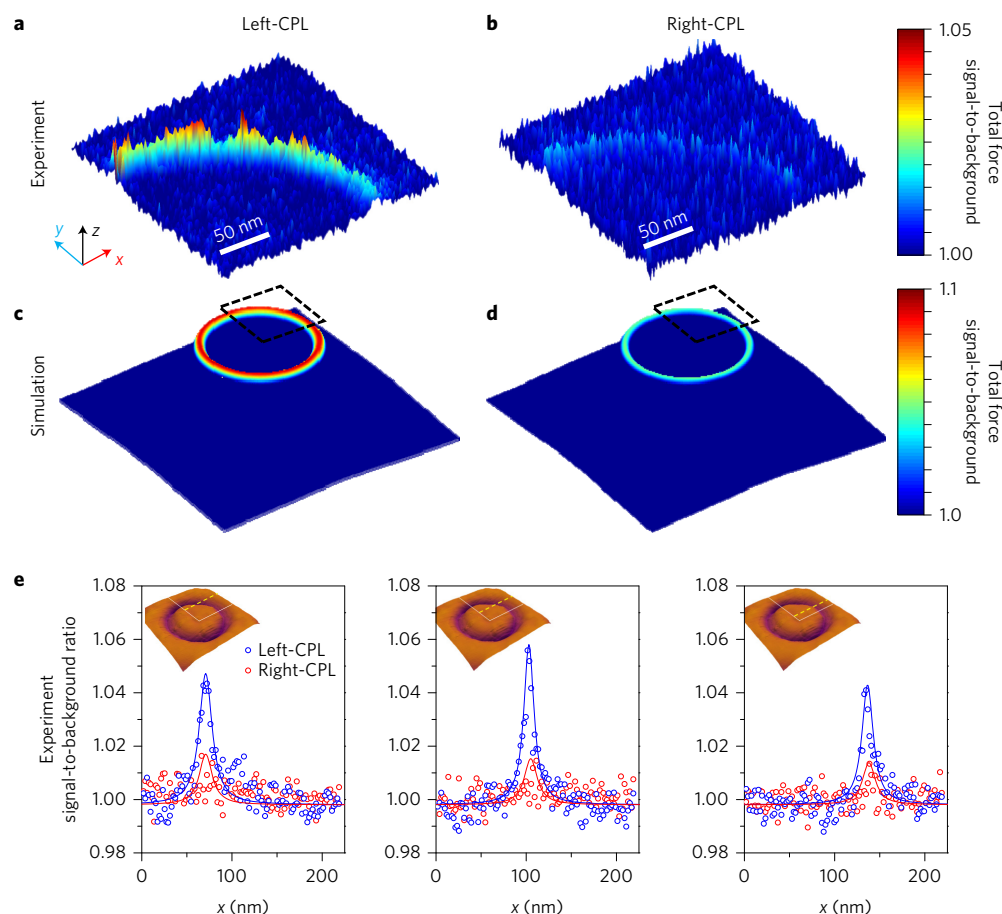 a
Left-CPL
b
Right-CPL
Experiment
50 nm
50 nm
z
y
x
1.05
1.00
Total force
signal-to-background
c
d
Simulation
1.1
1.0
Total force
signal-to-background
e
Experiment
signal-to-background ratio
1.08
1.06
1.04
1.02
1.00
0.98
Left-CPL
Right-CPL
0
100
200
x (nm)
1.08
1.06
1.04
1.02
1.00
0.98
0
100
200
x (nm)
1.08
1.06
1.04
1.02
1.00
0.98
0
100
200
x (nm)